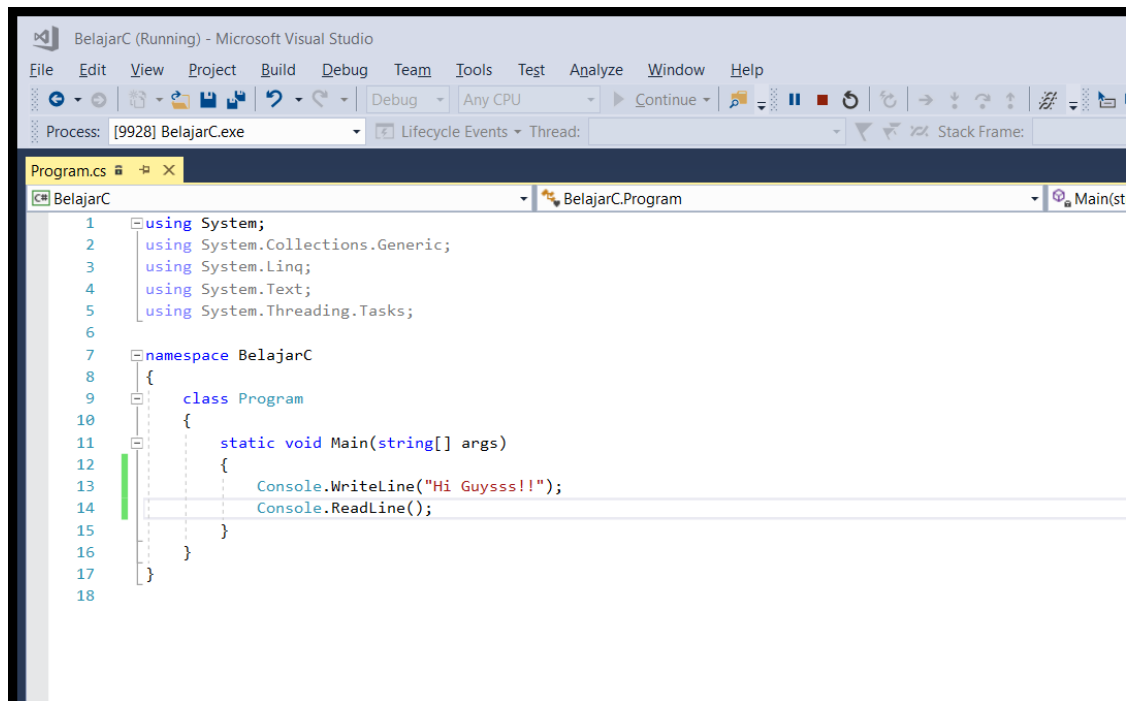 BelajarC (Running) - Microsoft Visual Studio
File Edit View Project Build Debug Team Tools Test Analyze Window Help
Debug Any CPU Continue
Process: [9928] BelajarC.exe Lifecycle Events Thread: Stack Frame:
Program.cs
C# BelajarC BelajarC.Program Main(st
1 using System;
2 using System.Collections.Generic;
3 using System.Linq;
4 using System.Text;
5 using System.Threading.Tasks;
6
7 namespace BelajarC
8 {
9 class Program
10 {
11 static void Main(string[] args)
12 {
13 Console.WriteLine("Hi Guysss!!");
14 Console.ReadLine();
15 }
16 }
17 }
18